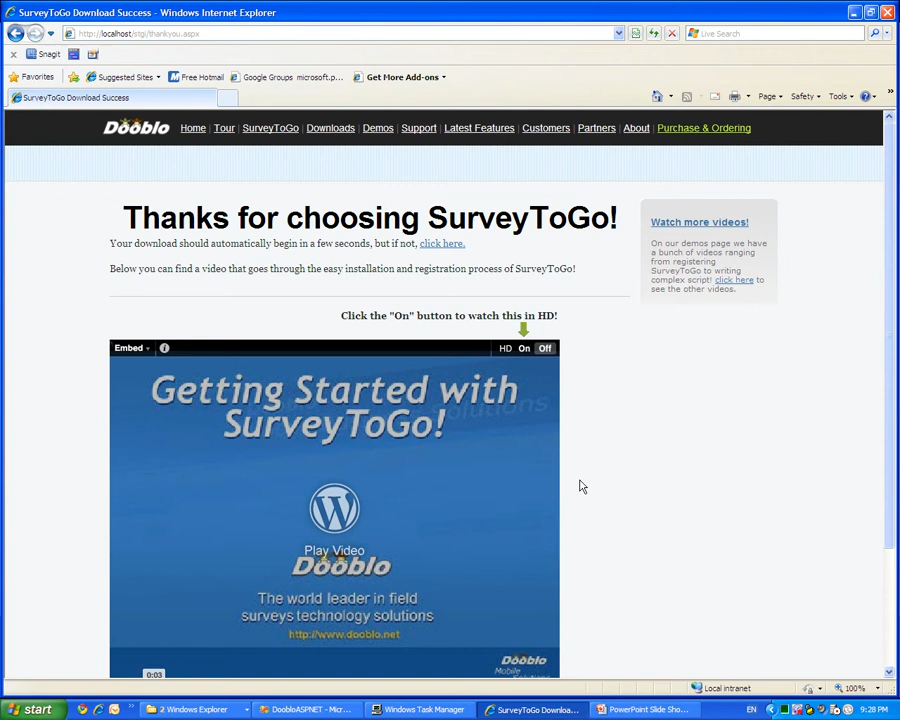 SurveyToGo Download Success - Windows Internet Explorer
http://localhost/stgi/thankyou.aspx
Live Search
Snagit
Favorites
Suggested Sites
Free Hotmail
Google Groups microsoft.p...
Get More Add-ons
SurveyToGo Download Success
Page
Safety
Tools
Dooblo
Home | Tour | SurveyToGo | Downloads | Demos | Support | Latest Features | Customers | Partners | About | Purchase & Ordering
Thanks for choosing SurveyToGo!
Your download should automatically begin in a few seconds, but if not, click here.
Below you can find a video that goes through the easy installation and registration process of SurveyToGo!
Watch more videos!
On our demos page we have
a bunch of videos ranging
from registering
SurveyToGo to writing
complex script! click here to
see the other videos.
Click the "On" button to watch this in HD!
Embed
HD On Off
Getting Started with
SurveyToGo!
Play Video
Dooblo
The world leader in field
surveys technology solutions
http://www.dooblo.net
0:03
Dooblo
Mobile
Local intranet
100%
start
2 Windows Explorer
DoobloASPNET - Micr...
Windows Task Manager
SurveyToGo Downloa...
PowerPoint Slide Sho...
EN
9:28 PM